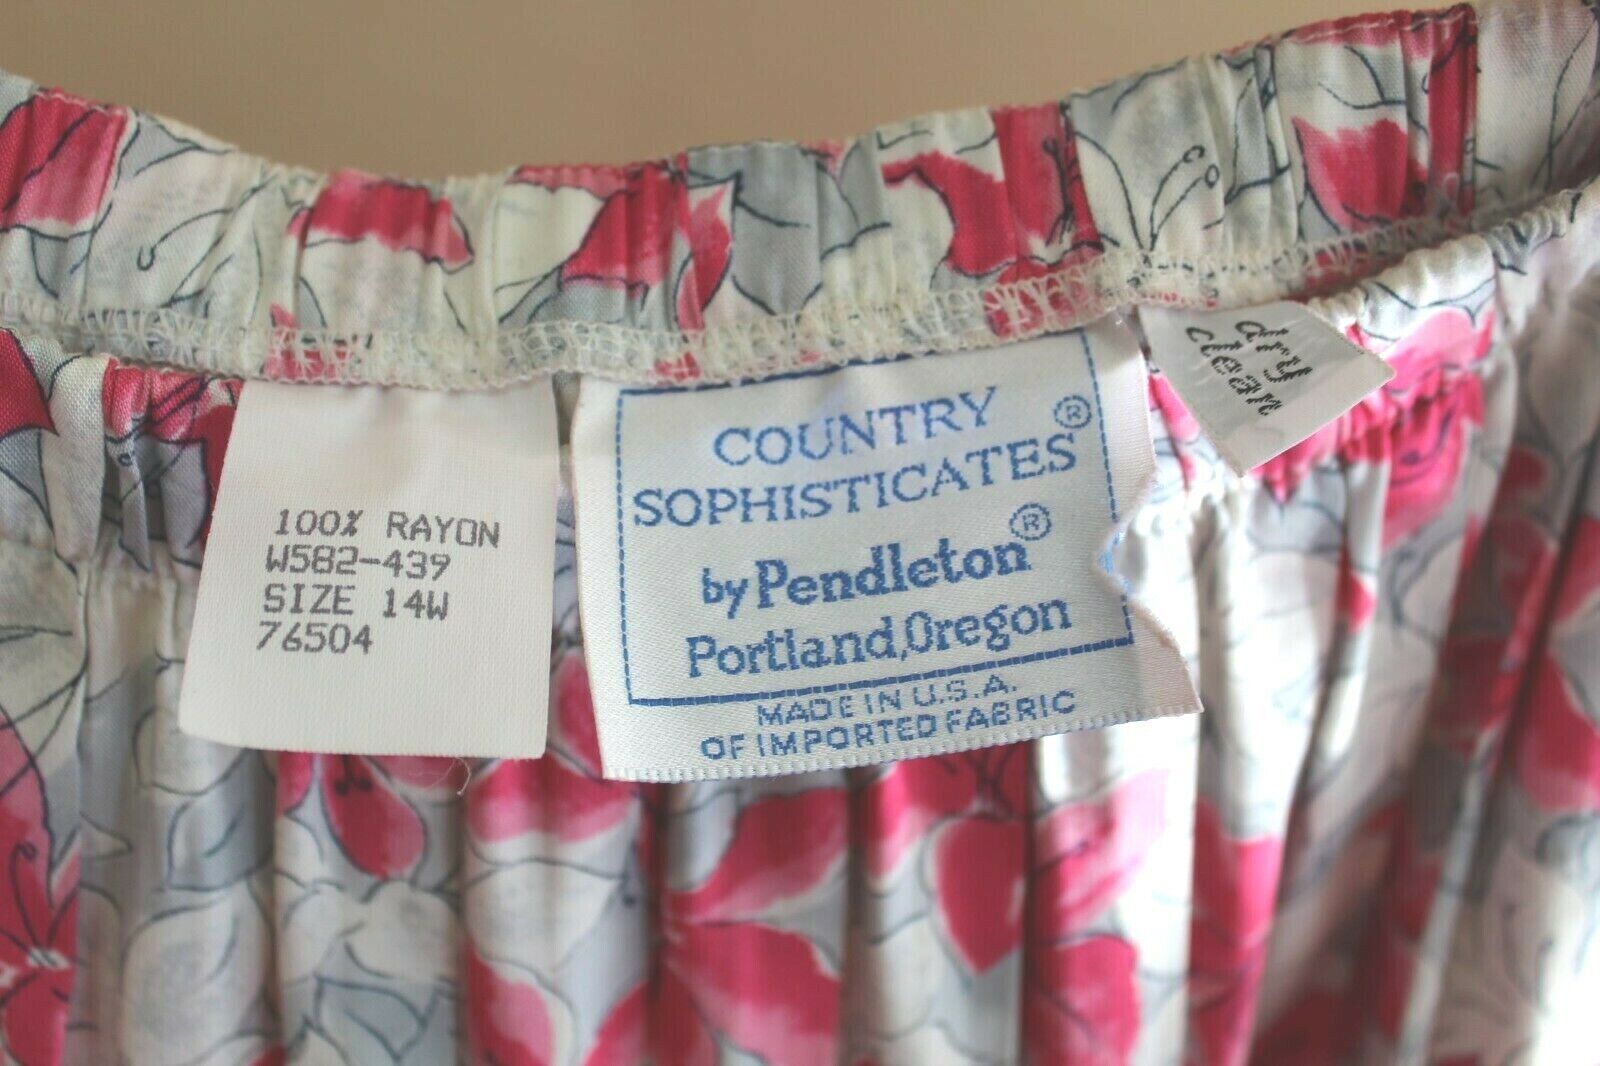 100% RAYON
W582-439
SIZE 14W
76504
COUNTRY ®
SOPHISTICATES
by Pendleton®
Portland, Oregon
MADE IN U.S.A.
OF IMPORTED FABRIC
dry
clean